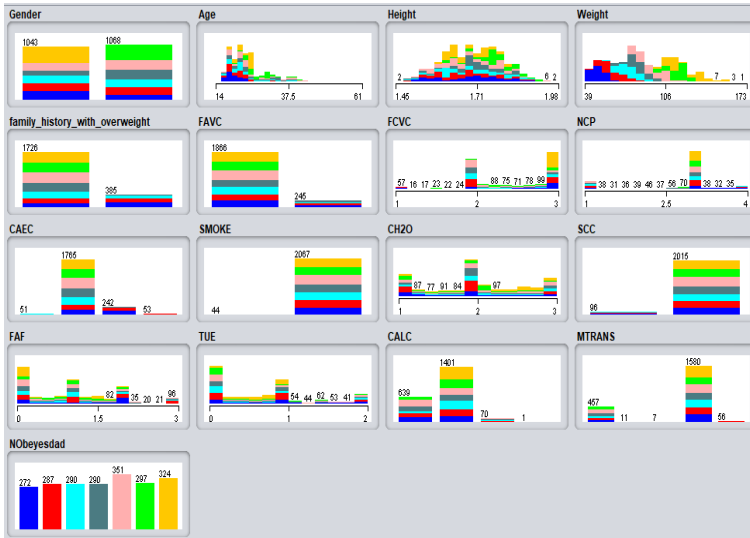 Gender Age Height Weight
1043 1068
2 6 2
7 3 1
14 37.5 61
1.45 1.71 1.98
39 106 173
family_history_with_overweight FAVC FCVC NCP
1726 385
1866 245
57 16 17 23 22 24 88 75 71 78 99
38 31 36 39 46 37 56 70 38 32 35
1 2 3
1 2.5 4
CAEC SMOKE CH2O SCC
51 1765 242 53
44 2067
87 77 91 84 97
96 2015
1 2 3
FAF TUE CALC MTRANS
82 35 20 21 96
54 44 62 53 41
639 1401 70 1
457 11 7 1580 56
0 1.5 3
0 1 2
NObeyesdad
272 287 290 290 351 297 324